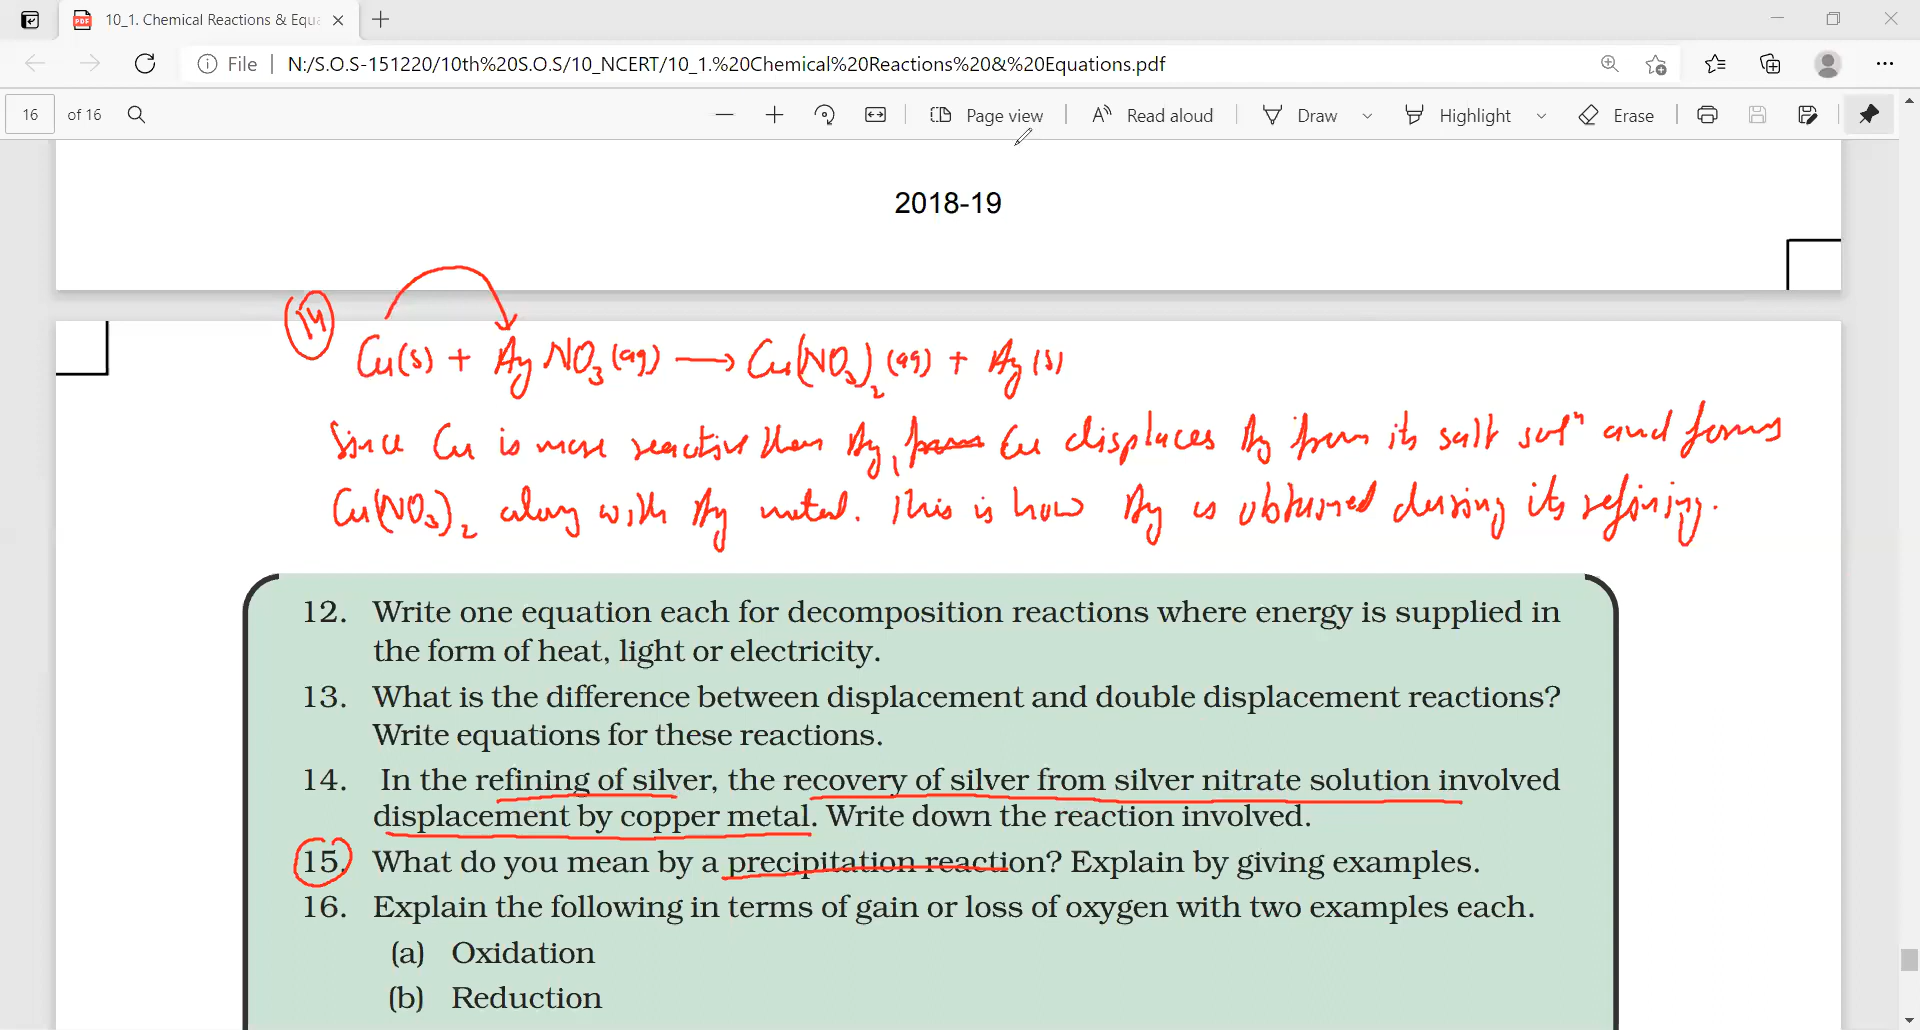 10_1. Chemical Reactions & Equa
File
N:/S.O.S-151220/10th%20S.O.S/10_NCERT/10_1.%20Chemical%20Reactions%20&%20Equations.pdf
16 of 16
Page view
Read aloud
Draw
Highlight
Erase
2018-19
14
Cu(s) + AgNO3(aq) → Cu(NO3)2(aq) + Ag(s)
Since Cu is more reactive than Ag, from Cu displaces Ag from its salt solⁿ and forms
Cu(NO3)2 along with Ag metal. This is how Ag is obtained during its refining.
12. Write one equation each for decomposition reactions where energy is supplied in
the form of heat, light or electricity.
13. What is the difference between displacement and double displacement reactions?
Write equations for these reactions.
14. In the refining of silver, the recovery of silver from silver nitrate solution involved
displacement by copper metal. Write down the reaction involved.
15. What do you mean by a precipitation reaction? Explain by giving examples.
16. Explain the following in terms of gain or loss of oxygen with two examples each.
(a) Oxidation
(b) Reduction